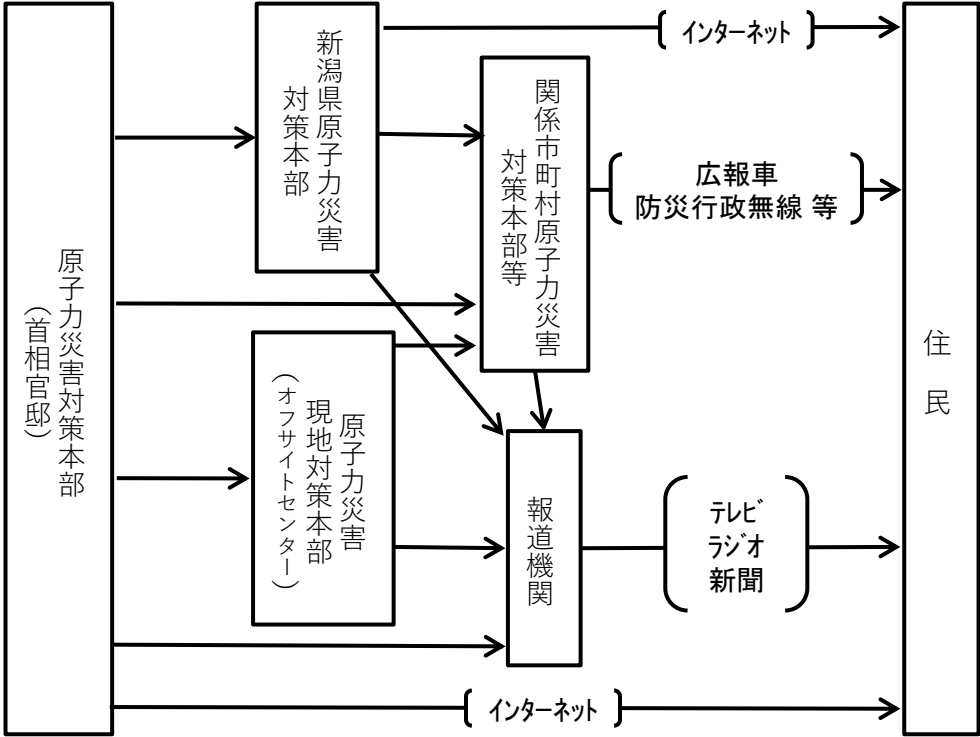 原子力災害対策本部
(首相官邸)
新潟県原子力災害
対策本部
関係市町村原子力災害
対策本部等
原子力災害
現地対策本部
(オフサイトセンター)
報道機関
インターネット
広報車
防災行政無線 等
テレビ
ラジオ
新聞
インターネット
住民